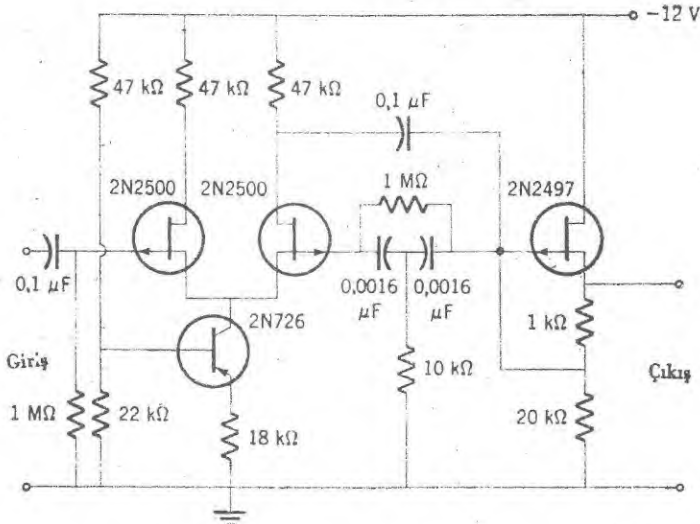 −12 V
47 kΩ
47 kΩ
47 kΩ
0,1 µF
1 MΩ
2N2500
2N2500
2N2497
0,1 µF
0,0016
µF
0,0016
µF
2N726
1 kΩ
Giriş
10 kΩ
Çıkış
1 MΩ
22 kΩ
18 kΩ
20 kΩ